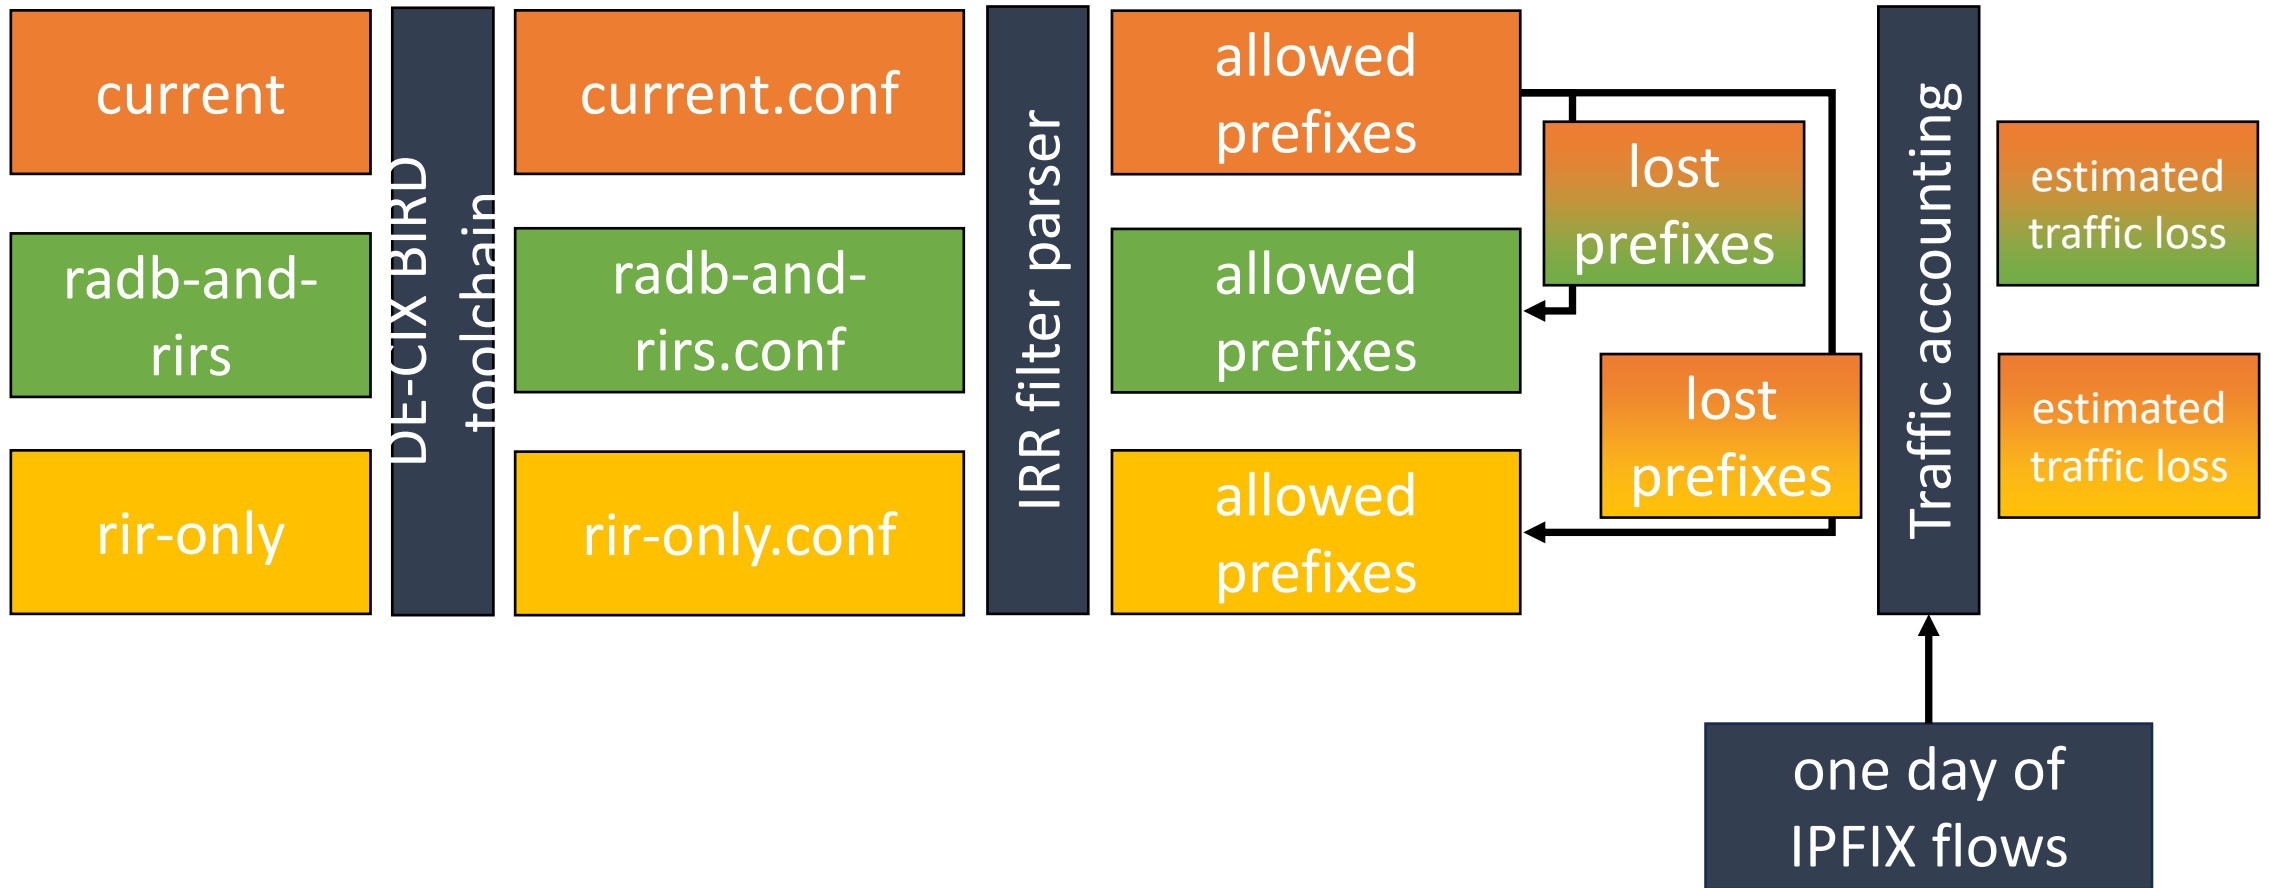 current
DE-CIX BIRD
toolchain
current.conf
IRR filter parser
allowed
prefixes
lost
prefixes
Traffic accounting
estimated
traffic loss
radb-and-
rirs
radb-and-
rirs.conf
allowed
prefixes
lost
prefixes
estimated
traffic loss
rir-only
rir-only.conf
allowed
prefixes
one day of
IPFIX flows